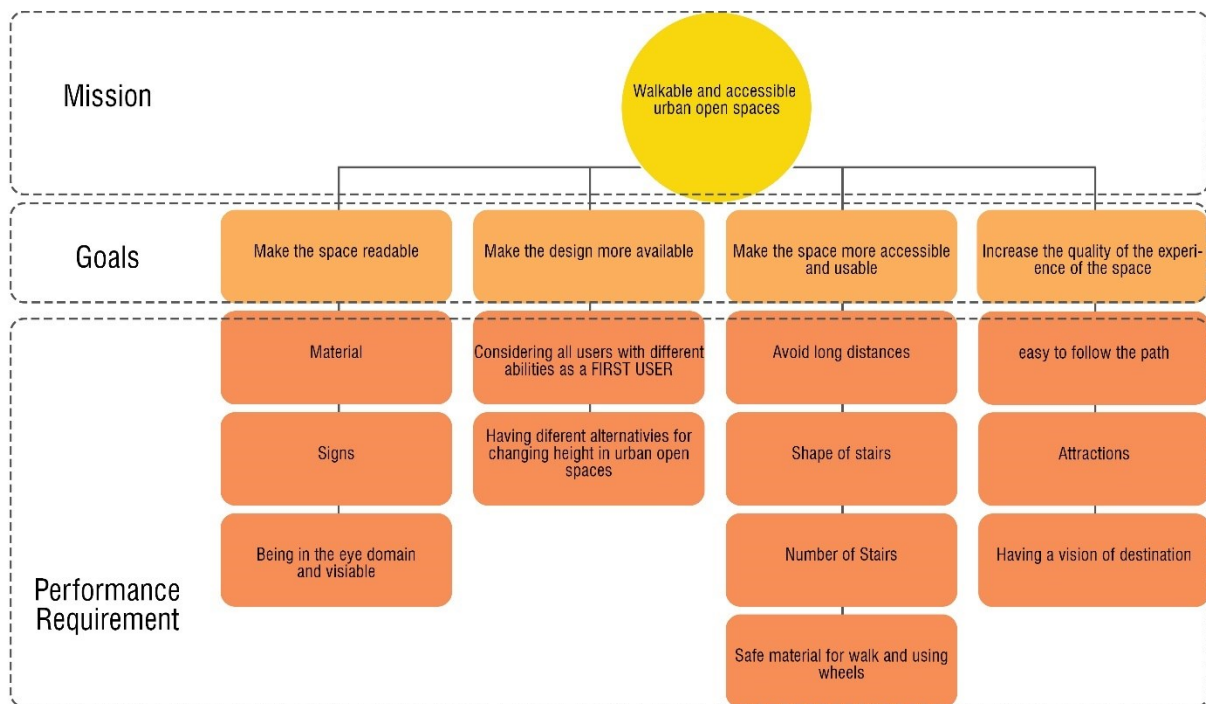 Mission
Walkable and accessible
urban open spaces
Goals
Make the space readable
Make the design more available
Make the space more accessible
and usable
Increase the quality of the experi-
ence of the space
Performance
Requirement
Material
Signs
Being in the eye domain
and visiable
Considering all users with different
abilities as a FIRST USER
Having diferent alternativies for
changing height in urban open
spaces
Avoid long distances
Shape of stairs
Number of Stairs
Safe material for walk and using
wheels
easy to follow the path
Attractions
Having a vision of destination